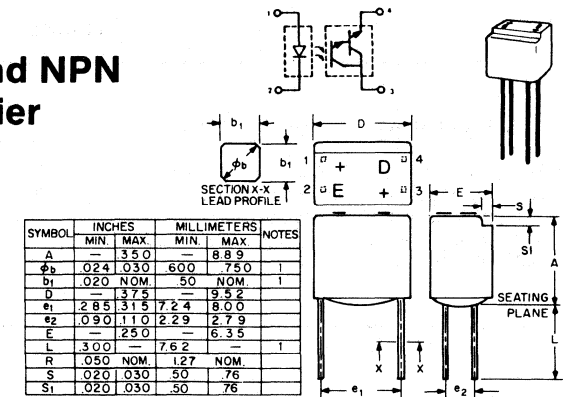 nd NPN
ier
1 4
2 3
b₁
D
b₁
ϕb
1 + D 4
2 E + 3
SECTION X-X
LEAD PROFILE
E
S
S1
A
SEATING
PLANE
L
X X
e₁
e₂
SYMBOL INCHES MILLIMETERS NOTES
MIN. MAX. MIN. MAX.
A — .350 — 8.89
ϕb .024 .030 .600 .750 1
b₁ .020 NOM. .50 NOM. 1
D — .375 — 9.52
e₁ .285 .315 7.24 8.00
e₂ .090 .110 2.29 2.79
E — .250 — 6.35
L .300 — 7.62 — 1
R .050 NOM. 1.27 NOM.
S .020 .030 .50 .76
S₁ .020 .030 .50 .76